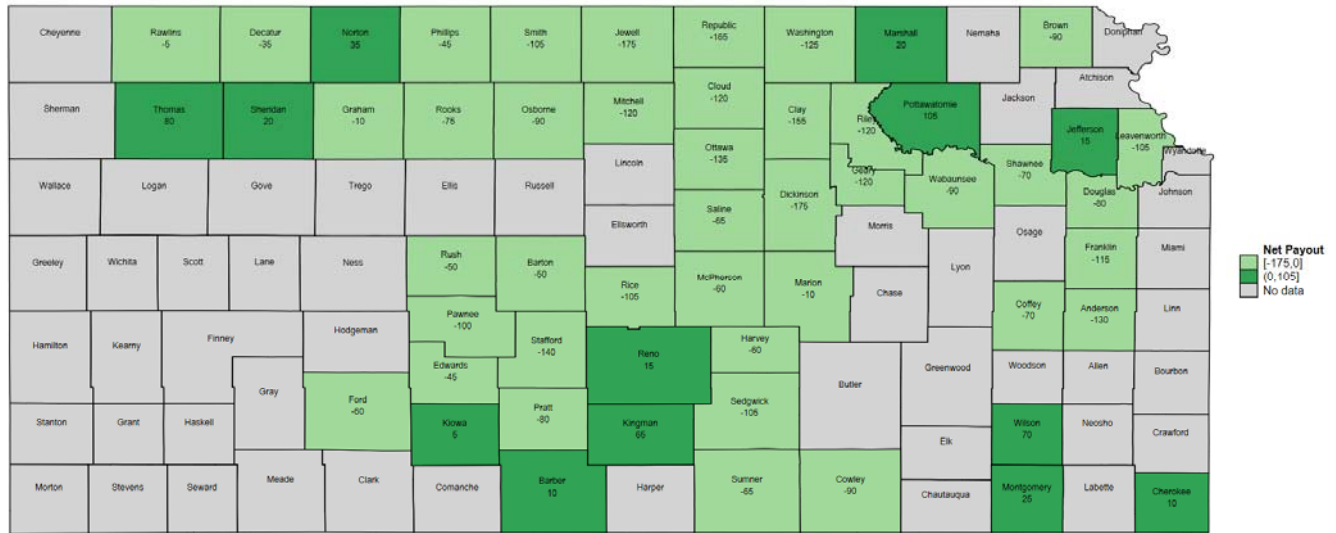 Cheyenne
Rawlins
-5
Decatur
-35
Norton
35
Phillips
-45
Smith
-105
Jewell
-175
Republic
-165
Washington
-125
Marshall
20
Nemaha
Brown
-90
Doniphan
Sherman
Thomas
80
Sheridan
20
Graham
-10
Rooks
-75
Osborne
-90
Mitchell
-120
Cloud
-120
Clay
-155
Riley
-120
Pottawatomie
105
Jackson
Atchison
Jefferson
15
Leavenworth
-105
Wyandotte
Wallace
Logan
Gove
Trego
Ellis
Russell
Lincoln
Ottawa
-135
Dickinson
-175
Geary
-120
Wabaunsee
-90
Shawnee
-70
Douglas
-80
Johnson
Ellsworth
Saline
-65
Morris
Osage
Greeley
Wichita
Scott
Lane
Ness
Rush
-50
Barton
-50
Rice
-105
McPherson
-60
Marion
-10
Chase
Lyon
Franklin
-115
Miami
Net Payout
[-175,0]
(0,105]
No data
Hamilton
Kearny
Finney
Hodgeman
Pawnee
-100
Stafford
-140
Coffey
-70
Anderson
-130
Linn
Gray
Edwards
-45
Reno
15
Harvey
-60
Butler
Greenwood
Woodson
Allen
Bourbon
Stanton
Grant
Haskell
Ford
-60
Kiowa
5
Pratt
-80
Kingman
65
Sedgwick
-105
Elk
Wilson
70
Neosho
Crawford
Morton
Stevens
Seward
Meade
Clark
Comanche
Barber
10
Harper
Sumner
-65
Cowley
-90
Chautauqua
Montgomery
25
Labette
Cherokee
10